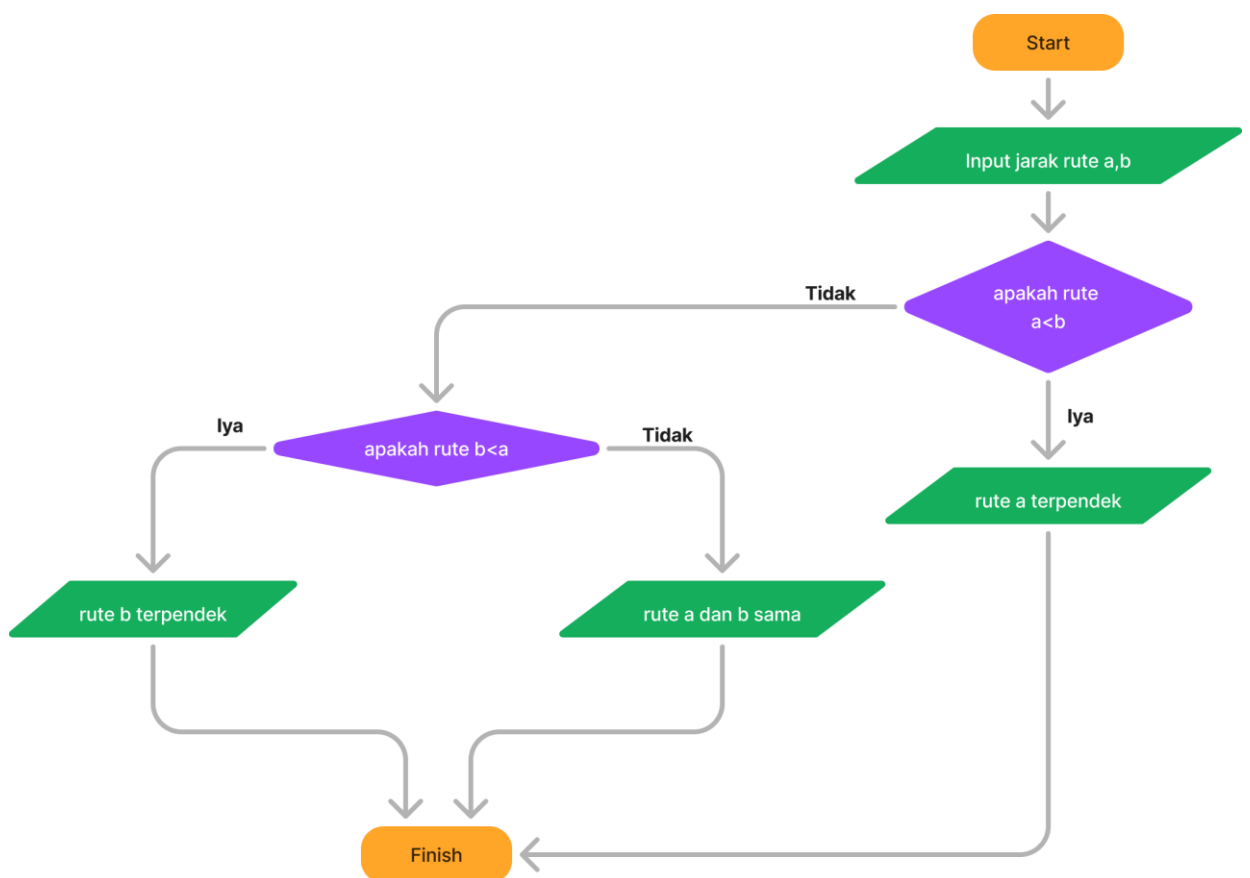 Start
Input jarak rute a,b
Tidak
apakah rute
a<b
Iya
Iya
apakah rute b<a
Tidak
rute a terpendek
rute b terpendek
rute a dan b sama
Finish